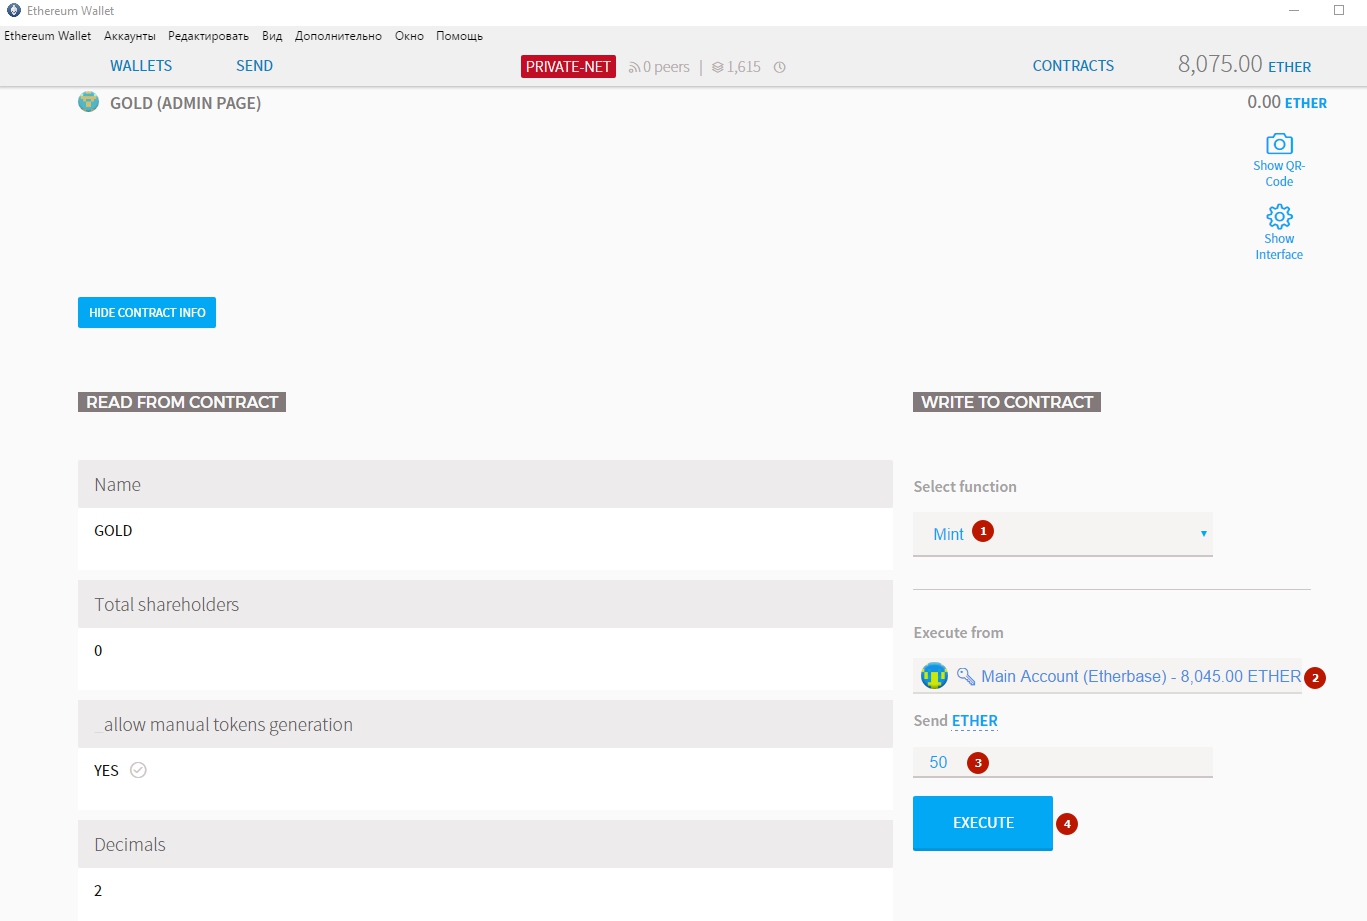 Ethereum Wallet
Ethereum Wallet Аккаунты Редактировать Вид Дополнительно Окно Помощь
WALLETS SEND PRIVATE-NET 0 peers | 1,615 CONTRACTS 8,075.00 ETHER
GOLD (ADMIN PAGE) 0.00 ETHER
Show QR-
Code
Show
Interface
HIDE CONTRACT INFO
READ FROM CONTRACT
Name
GOLD
Total shareholders
0
_allow manual tokens generation
YES
Decimals
2
WRITE TO CONTRACT
Select function
Mint 1
Execute from
Main Account (Etherbase) - 8,045.00 ETHER 2
Send ETHER
50 3
EXECUTE 4